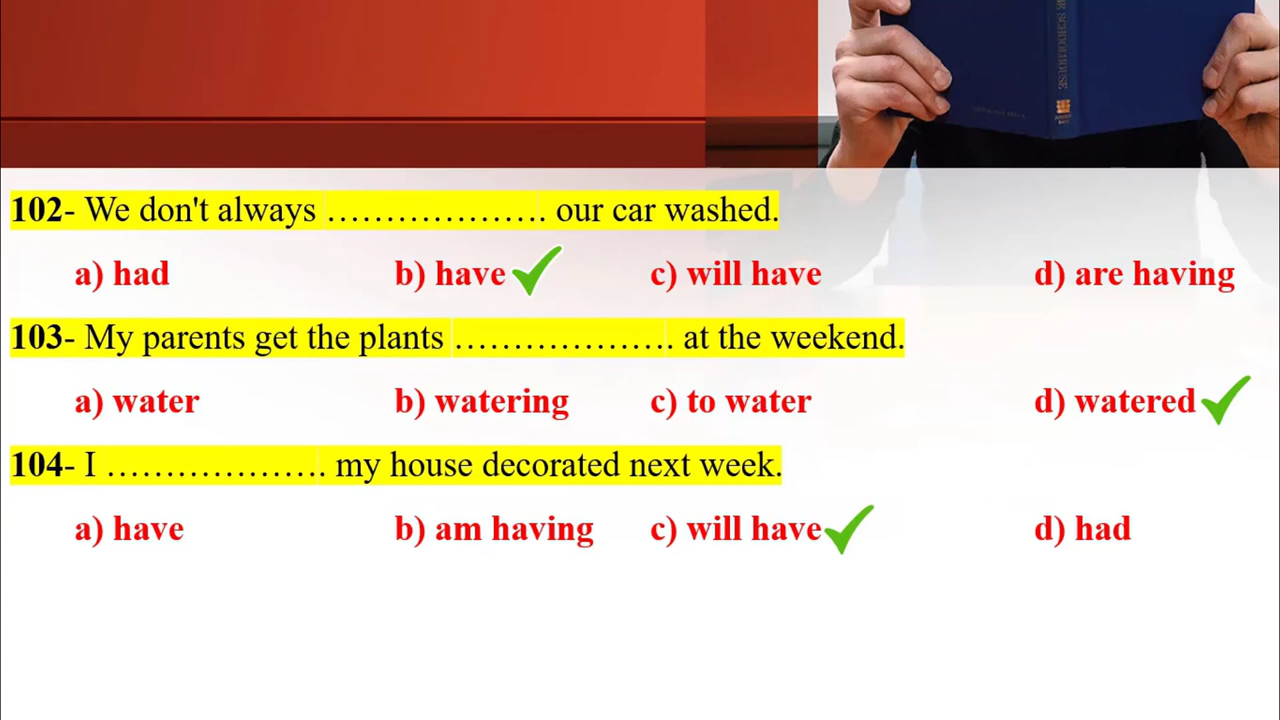 E SCHOOLHOUSE
102- We don't always ................... our car washed.
a) had b) have c) will have d) are having
103- My parents get the plants ................... at the weekend.
a) water b) watering c) to water d) watered
104- I ................... my house decorated next week.
a) have b) am having c) will have d) had